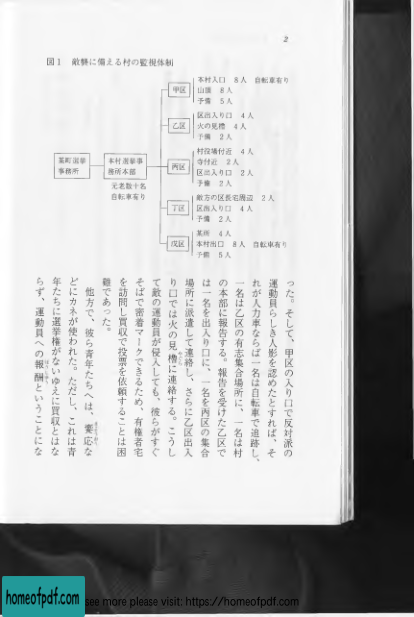 2
図1 敵襲に備える村の監視体制
某町選挙
事務所
本村選挙事
務所本部
元老数十名
自転車有り
甲区
本村入口 8人 自転車有り
山頂 8人
予備 5人
乙区
区出入り口 4人
火の見櫓 4人
予備 2人
丙区
村役場付近 4人
寺付近 2人
区出入り口 2人
予備 2人
丁区
敵方の区長宅周辺 2人
区出入り口 4人
予備 2人
戊区
某所 4人
本村出口 8人 自転車有り
予備 5人
った。そして、甲区の入り口で反対派の
運動員らしき人影を認めたとすれば、そ
れが人力車ならば一名は自転車で追跡し、
一名は乙区の有志集合場所に、一名は村
の本部に報告する。報告を受けた乙区で
は一名を出入り口に、一名を丙区の集合
場所に派遣して連絡し、さらに乙区出入
り口では火の見櫓に連絡する。こうし
て敵の運動員が侵入しても、彼らがすぐ
そばで密着マークできるため、有権者宅
を訪問し買収で投票を依頼することは困
難であった。
他方で、彼ら青年たちへは、饗応な
どにカネが使われた。ただし、これは青
年たちに選挙権がないゆえに買収とはな
らず、運動員への報酬ということにな
homeofpdf.com
see more please visit: https://homeofpdf.com